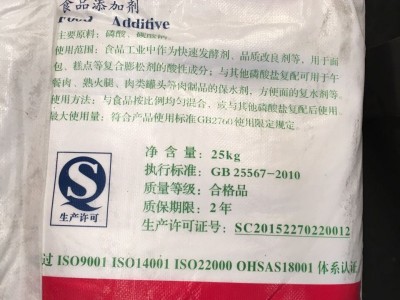 食品添加剂
Food Additive
主要原料：磷酸、碳酸钠
使用范围：食品工业中作为快速发酵剂、品质改良剂等，用于面
包、糕点等复合膨松剂的酸性成分；与其他磷酸盐复配可用于午
餐肉、熟火腿、肉类罐头等肉制品的保水剂，方便面的复水剂等。
使用方法：与食品按比例均匀混合，或与其他磷酸盐复配后使用。
最大使用量：符合产品使用标准GB2760使用限定规定。
净含量：25kg
执行标准：GB 25567-2010
质量等级：合格品
质保期限：2年
生产许可证号：SC20152270220012
生产许可
过 ISO9001 ISO14001 ISO22000 OHSAS18001 体系认证